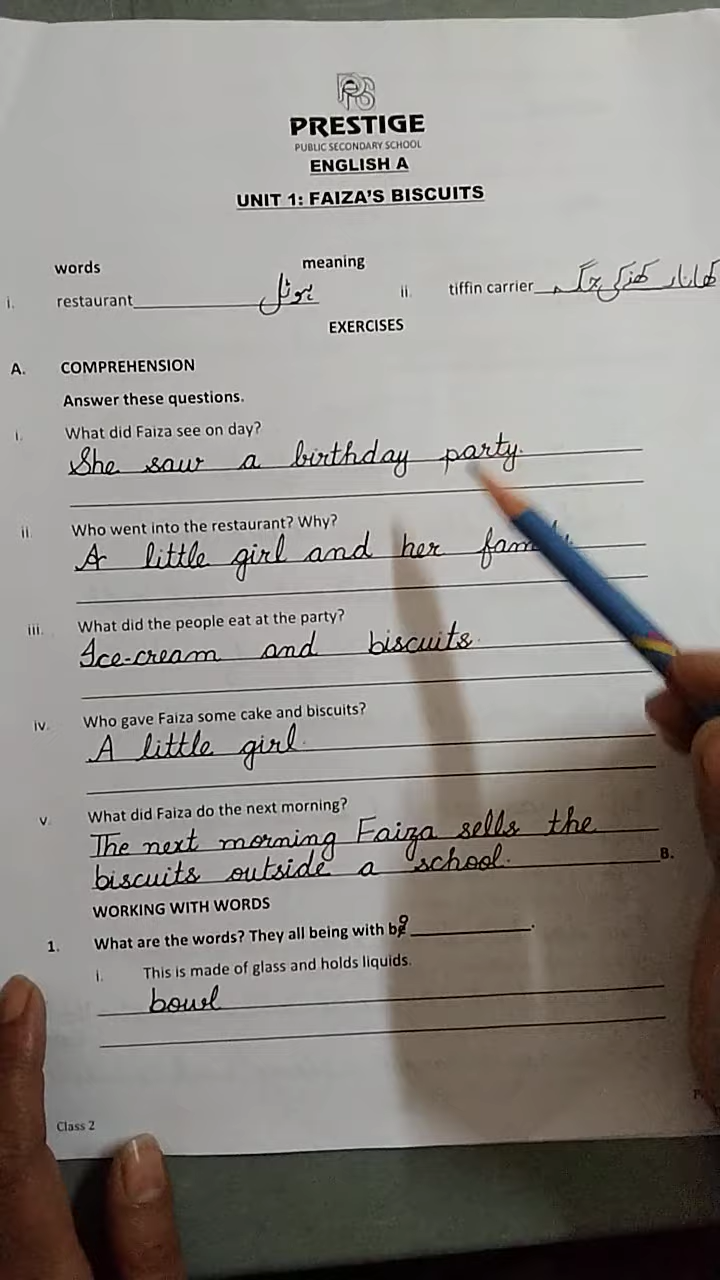 PRESTIGE
PUBLIC SECONDARY SCHOOL
ENGLISH A
UNIT 1: FAIZA'S BISCUITS
words meaning
i. restaurant ہوٹل ii. tiffin carrier کھانا رکھنے کی جگہ
EXERCISES
A. COMPREHENSION
Answer these questions.
i. What did Faiza see on day?
She saw a birthday party.
ii. Who went into the restaurant? Why?
A little girl and her
iii. What did the people eat at the party?
Ice-cream and biscuits.
iv. Who gave Faiza some cake and biscuits?
A little girl.
v. What did Faiza do the next morning?
The next morning Faiza sells the
biscuits outside a school.
B.
WORKING WITH WORDS
1. What are the words? They all being with
i. This is made of glass and holds liquids.
bowl
Class 2